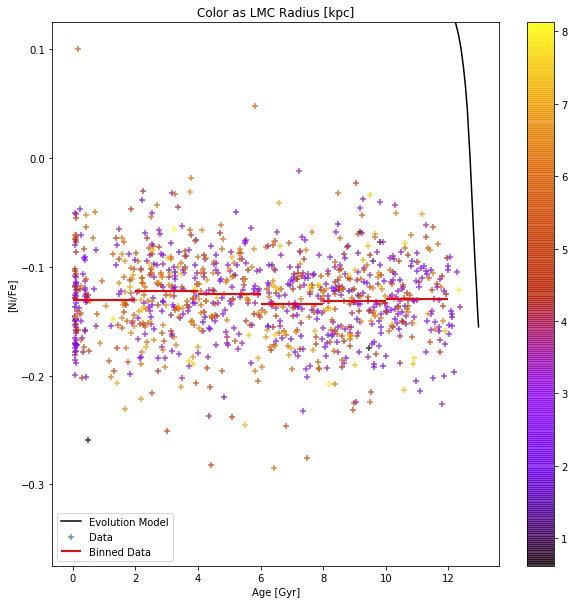 Color as LMC Radius [kpc]
0.1
0.0
−0.1
−0.2
−0.3
[Ni/Fe]
0 2 4 6 8 10 12
Age [Gyr]
Evolution Model
Data
Binned Data
8
7
6
5
4
3
2
1